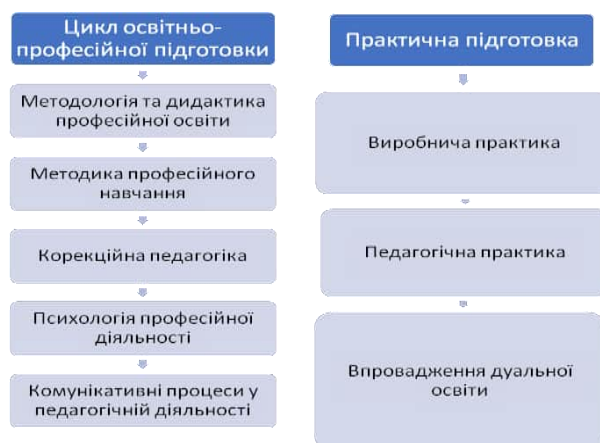 Цикл освітньо-
професійної підготовки
Методологія та дидактика
професійної освіти
Методика професійного
навчання
Корекційна педагогіка
Психологія професійної
діяльності
Комунікативні процеси у
педагогічній діяльності
Практична підготовка
Виробнича практика
Педагогічна практика
Впровадження дуальної
освіти